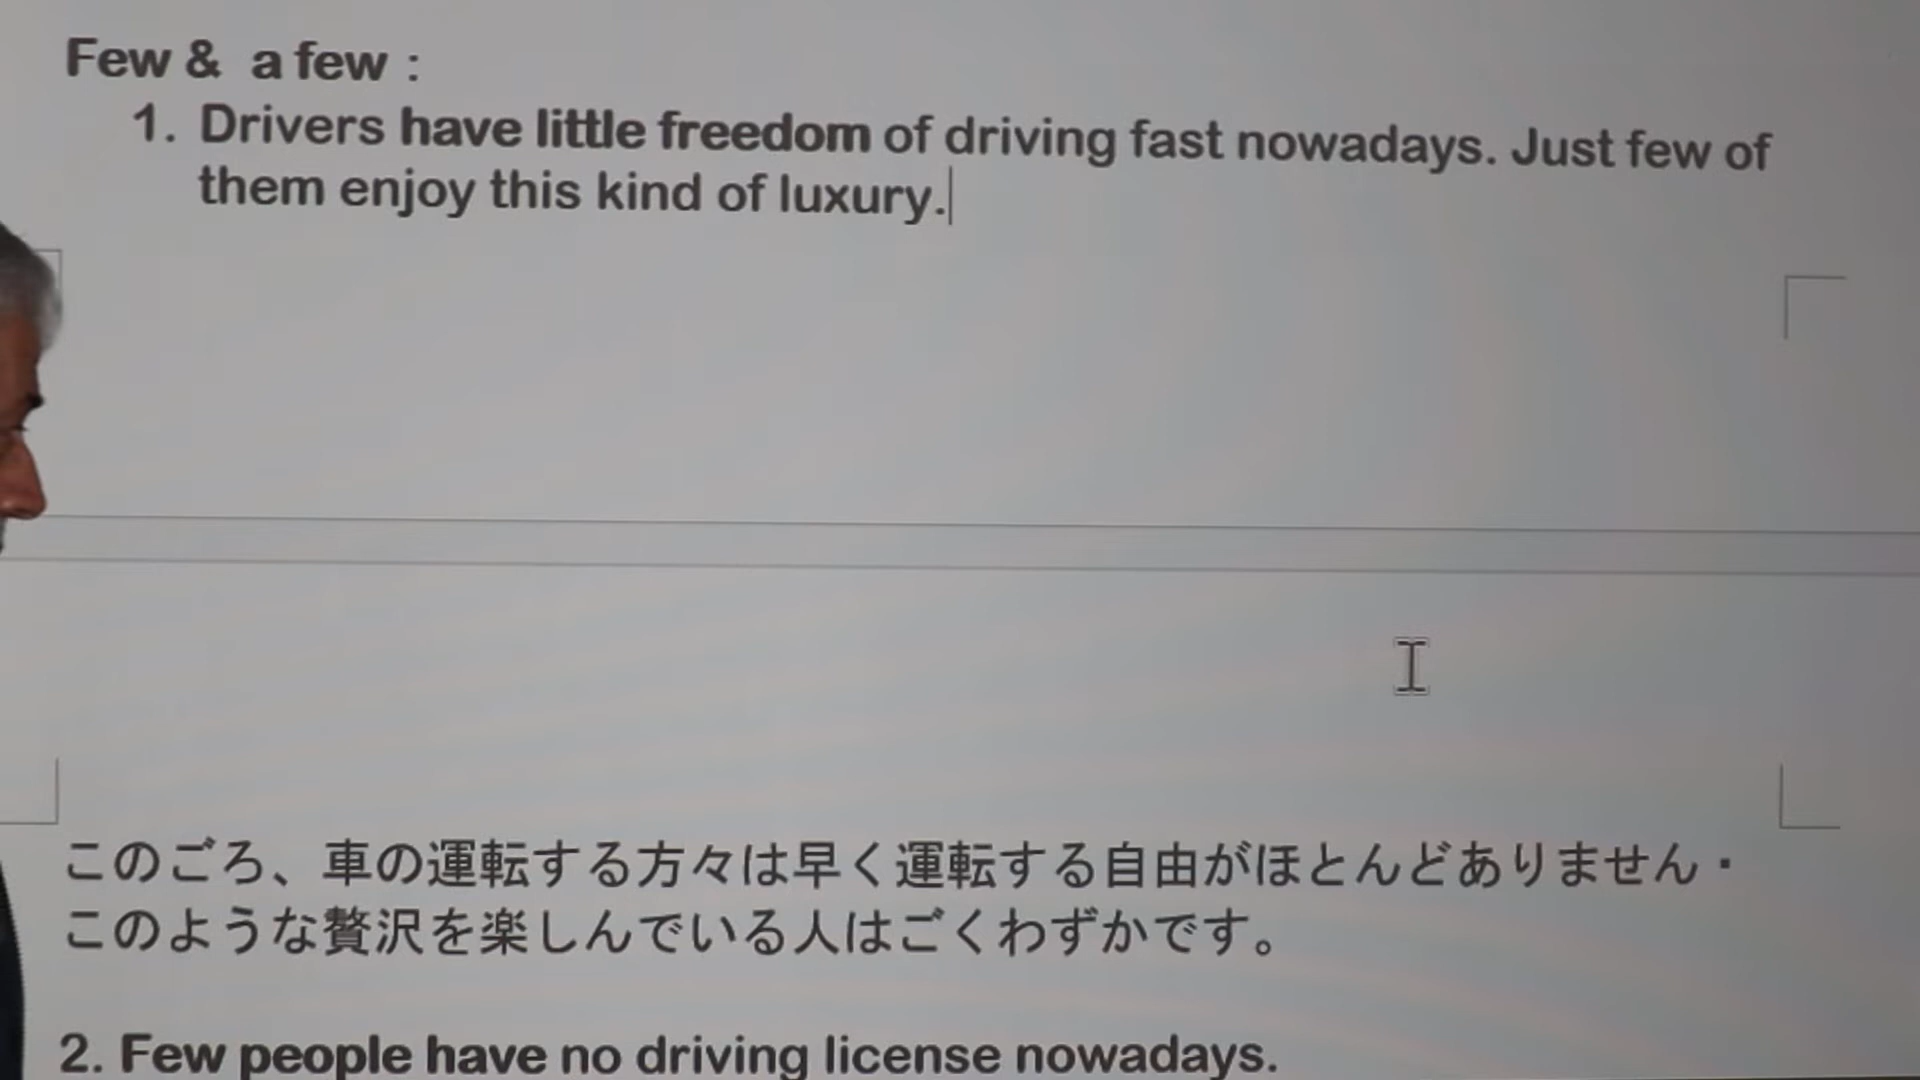 Few &  a few :
1. Drivers have little freedom of driving fast nowadays. Just few of
them enjoy this kind of luxury.
このごろ、車の運転する方々は早く運転する自由がほとんどありません・
このような贅沢を楽しんでいる人はごくわずかです。
2. Few people have no driving license nowadays.